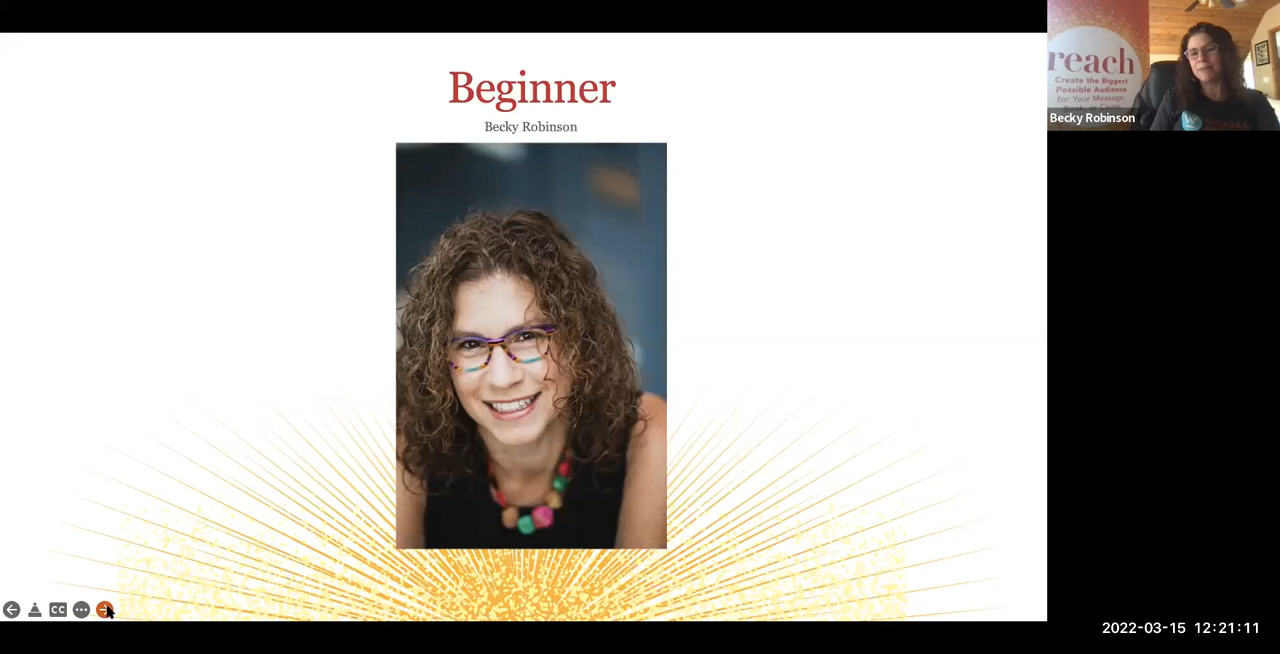 Beginner
Becky Robinson
reach
Create the Biggest
Possible Audience
for Your Message,
Becky Robinson
CC
2022-03-15 12:21:11